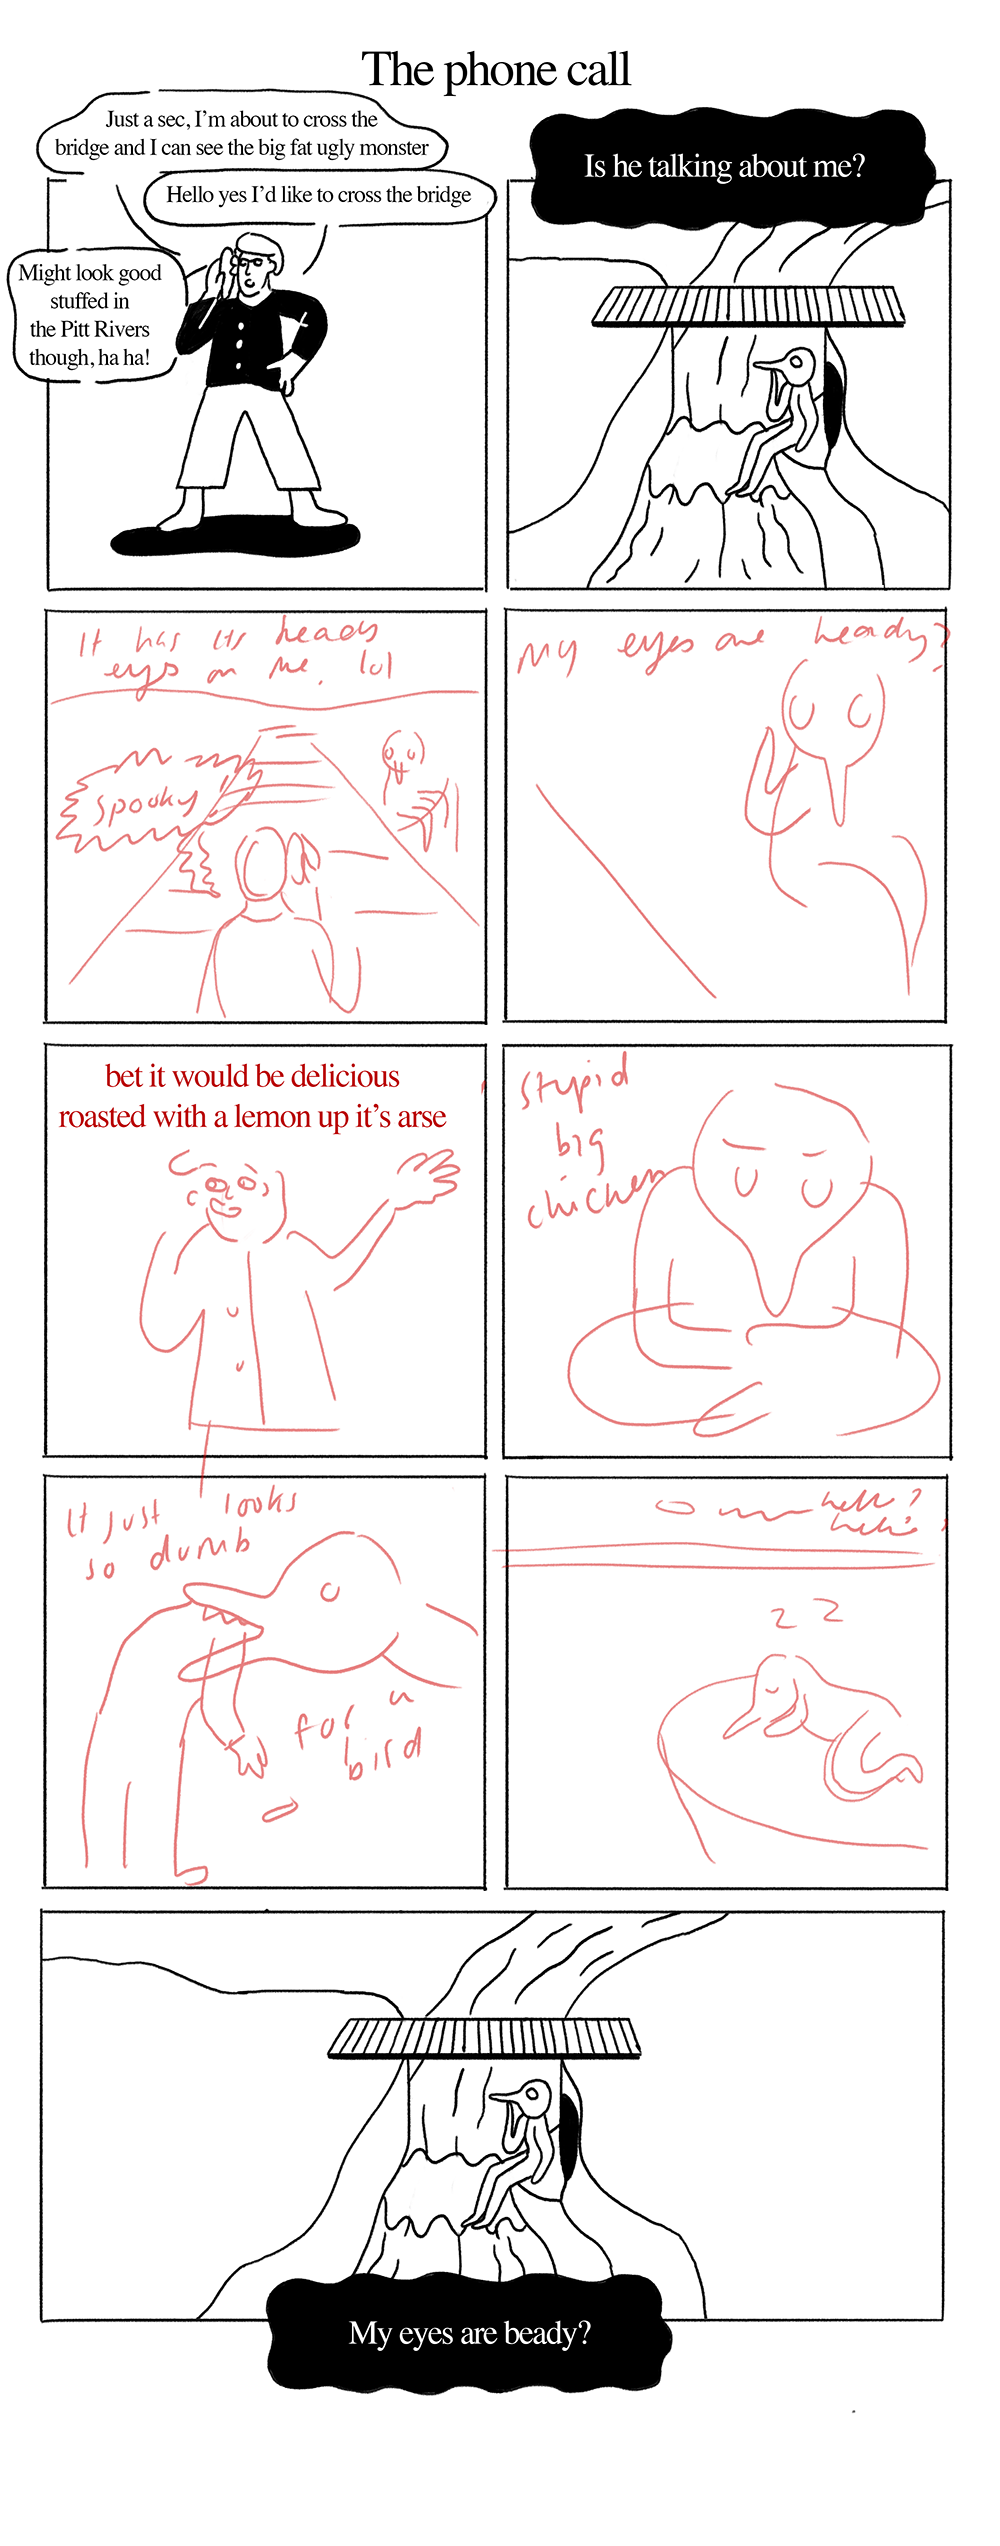 The phone call
Just a sec, I'm about to cross the
bridge and I can see the big fat ugly monster
Hello yes I'd like to cross the bridge
Might look good
stuffed in
the Pitt Rivers
though, ha ha!
Is he talking about me?
It has its beady
eyes on me. lol
spooky
My eyes are beady?
bet it would be delicious
roasted with a lemon up it's arse
stupid
big
chicken
It just looks
so dumb
for a
bird
hello?
hello?
z z
My eyes are beady?